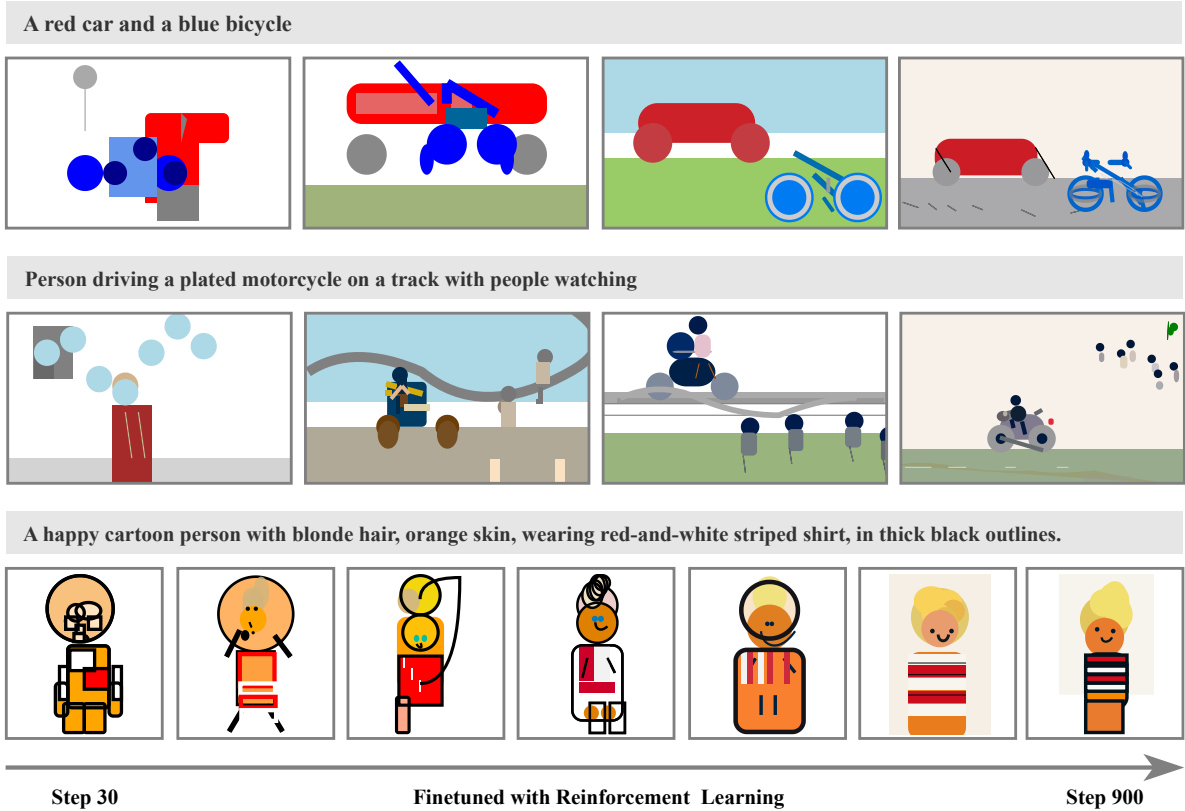 A red car and a blue bicycle
Person driving a plated motorcycle on a track with people watching
A happy cartoon person with blonde hair, orange skin, wearing red-and-white striped shirt, in thick black outlines.
Step 30
Finetuned with Reinforcement Learning
Step 900